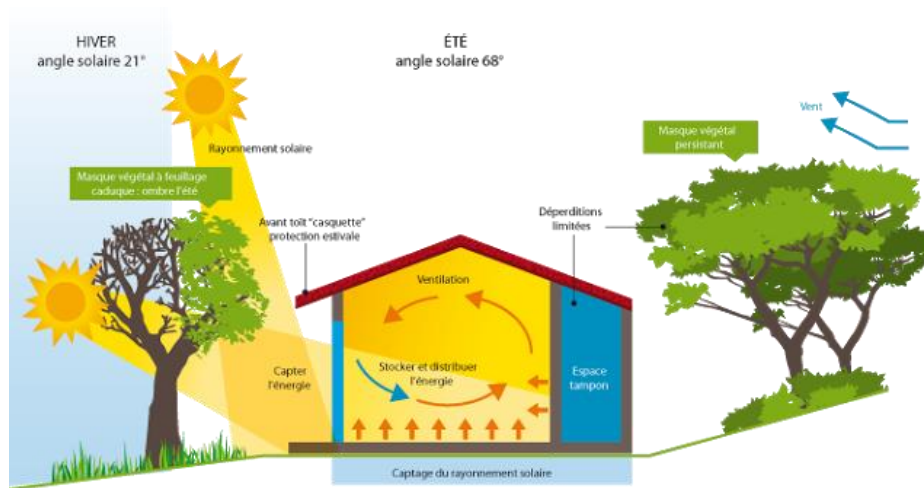 HIVER
angle solaire 21°
ÉTÉ
angle solaire 68°
Rayonnement solaire
Masque végétal à feuillage
caduque : ombre l'été
Avant toît "casquette"
protection estivale
Déperditions
limitées
Masque végétal
persistant
Vent
Ventilation
Capter
l'énergie
Stocker et distribuer
l'énergie
Espace
tampon
Captage du rayonnement solaire